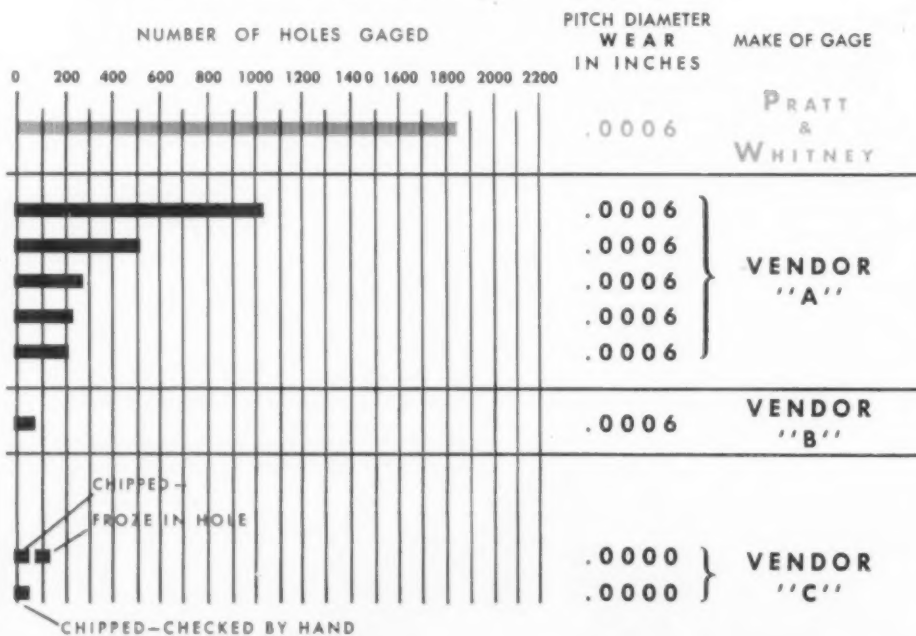 NUMBER OF HOLES GAGED
PITCH DIAMETER
WEAR
IN INCHES
MAKE OF GAGE
0 200 400 600 800 1000 1200 1400 1600 1800 2000 2200
.0006
PRATT
&
WHITNEY
.0006
.0006
.0006
.0006
.0006
VENDOR
"A"
.0006
VENDOR
"B"
CHIPPED—
FROZE IN HOLE
.0000
.0000
VENDOR
"C"
CHIPPED—CHECKED BY HAND